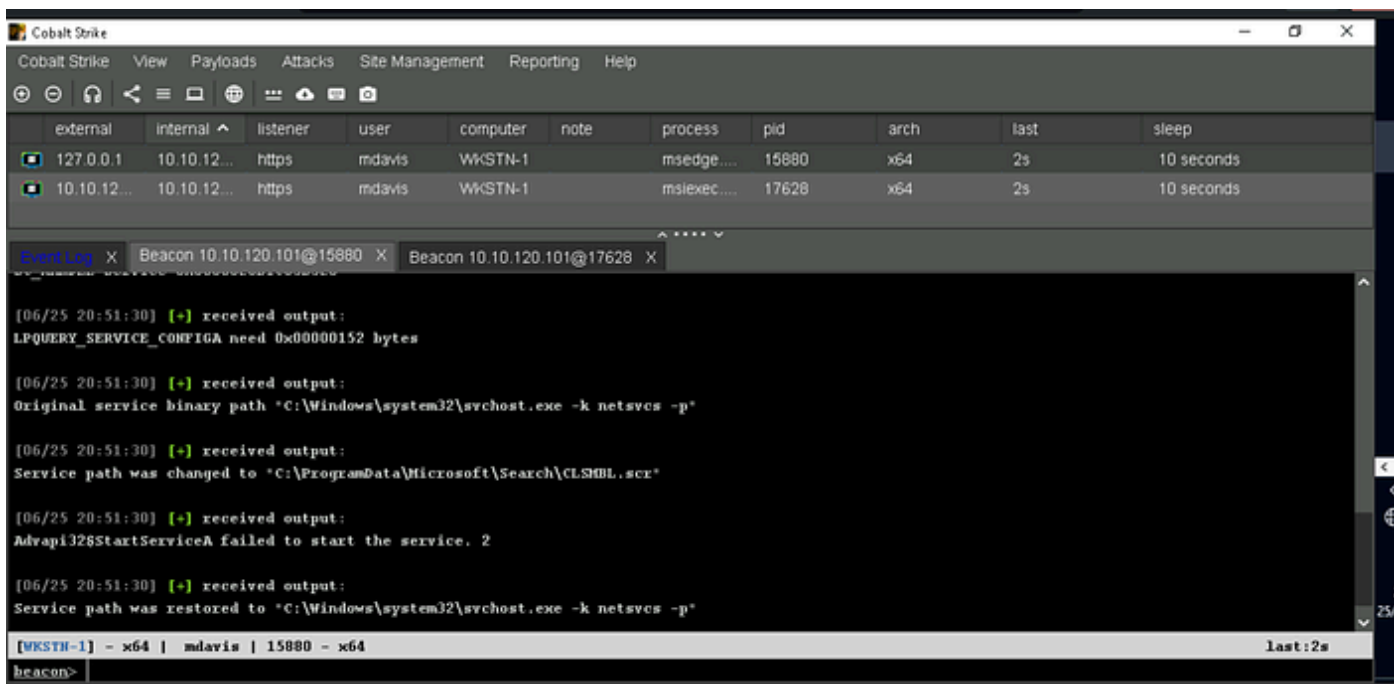 Cobalt Strike
Cobalt Strike View Payloads Attacks Site Management Reporting Help
external internal listener user computer note process pid arch last sleep
127.0.0.1 10.10.12... https mdavis WKSTN-1 msedge.... 15880 x64 2s 10 seconds
10.10.12... 10.10.12... https mdavis WKSTN-1 msiexec.... 17628 x64 2s 10 seconds
Event Log X Beacon 10.10.120.101@15880 X Beacon 10.10.120.101@17628 X
[06/25 20:51:30] [+] received output:
LPQUERY_SERVICE_CONFIGA need 0x00000152 bytes
[06/25 20:51:30] [+] received output:
Original service binary path "C:\Windows\system32\svchost.exe -k netsvcs -p"
[06/25 20:51:30] [+] received output:
Service path was changed to "C:\ProgramData\Microsoft\Search\CLSMBL.scr"
[06/25 20:51:30] [+] received output:
Advapi32$StartServiceA failed to start the service. 2
[06/25 20:51:30] [+] received output:
Service path was restored to "C:\Windows\system32\svchost.exe -k netsvcs -p"
[WKSTN-1] - x64 | mdavis | 15880 - x64 last:2s
beacon>